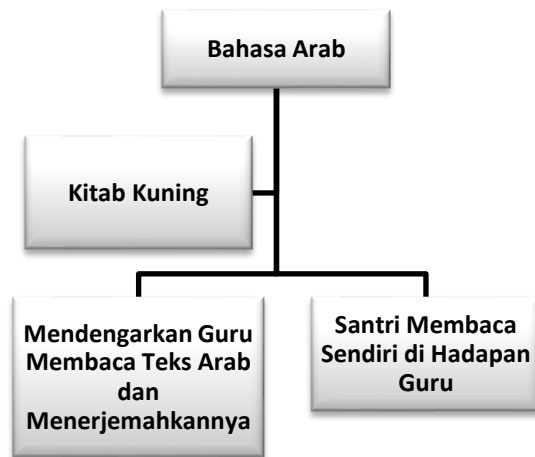 Bahasa Arab
Kitab Kuning
Mendengarkan Guru
Membaca Teks Arab
dan
Menerjemahkannya
Santri Membaca
Sendiri di Hadapan
Guru